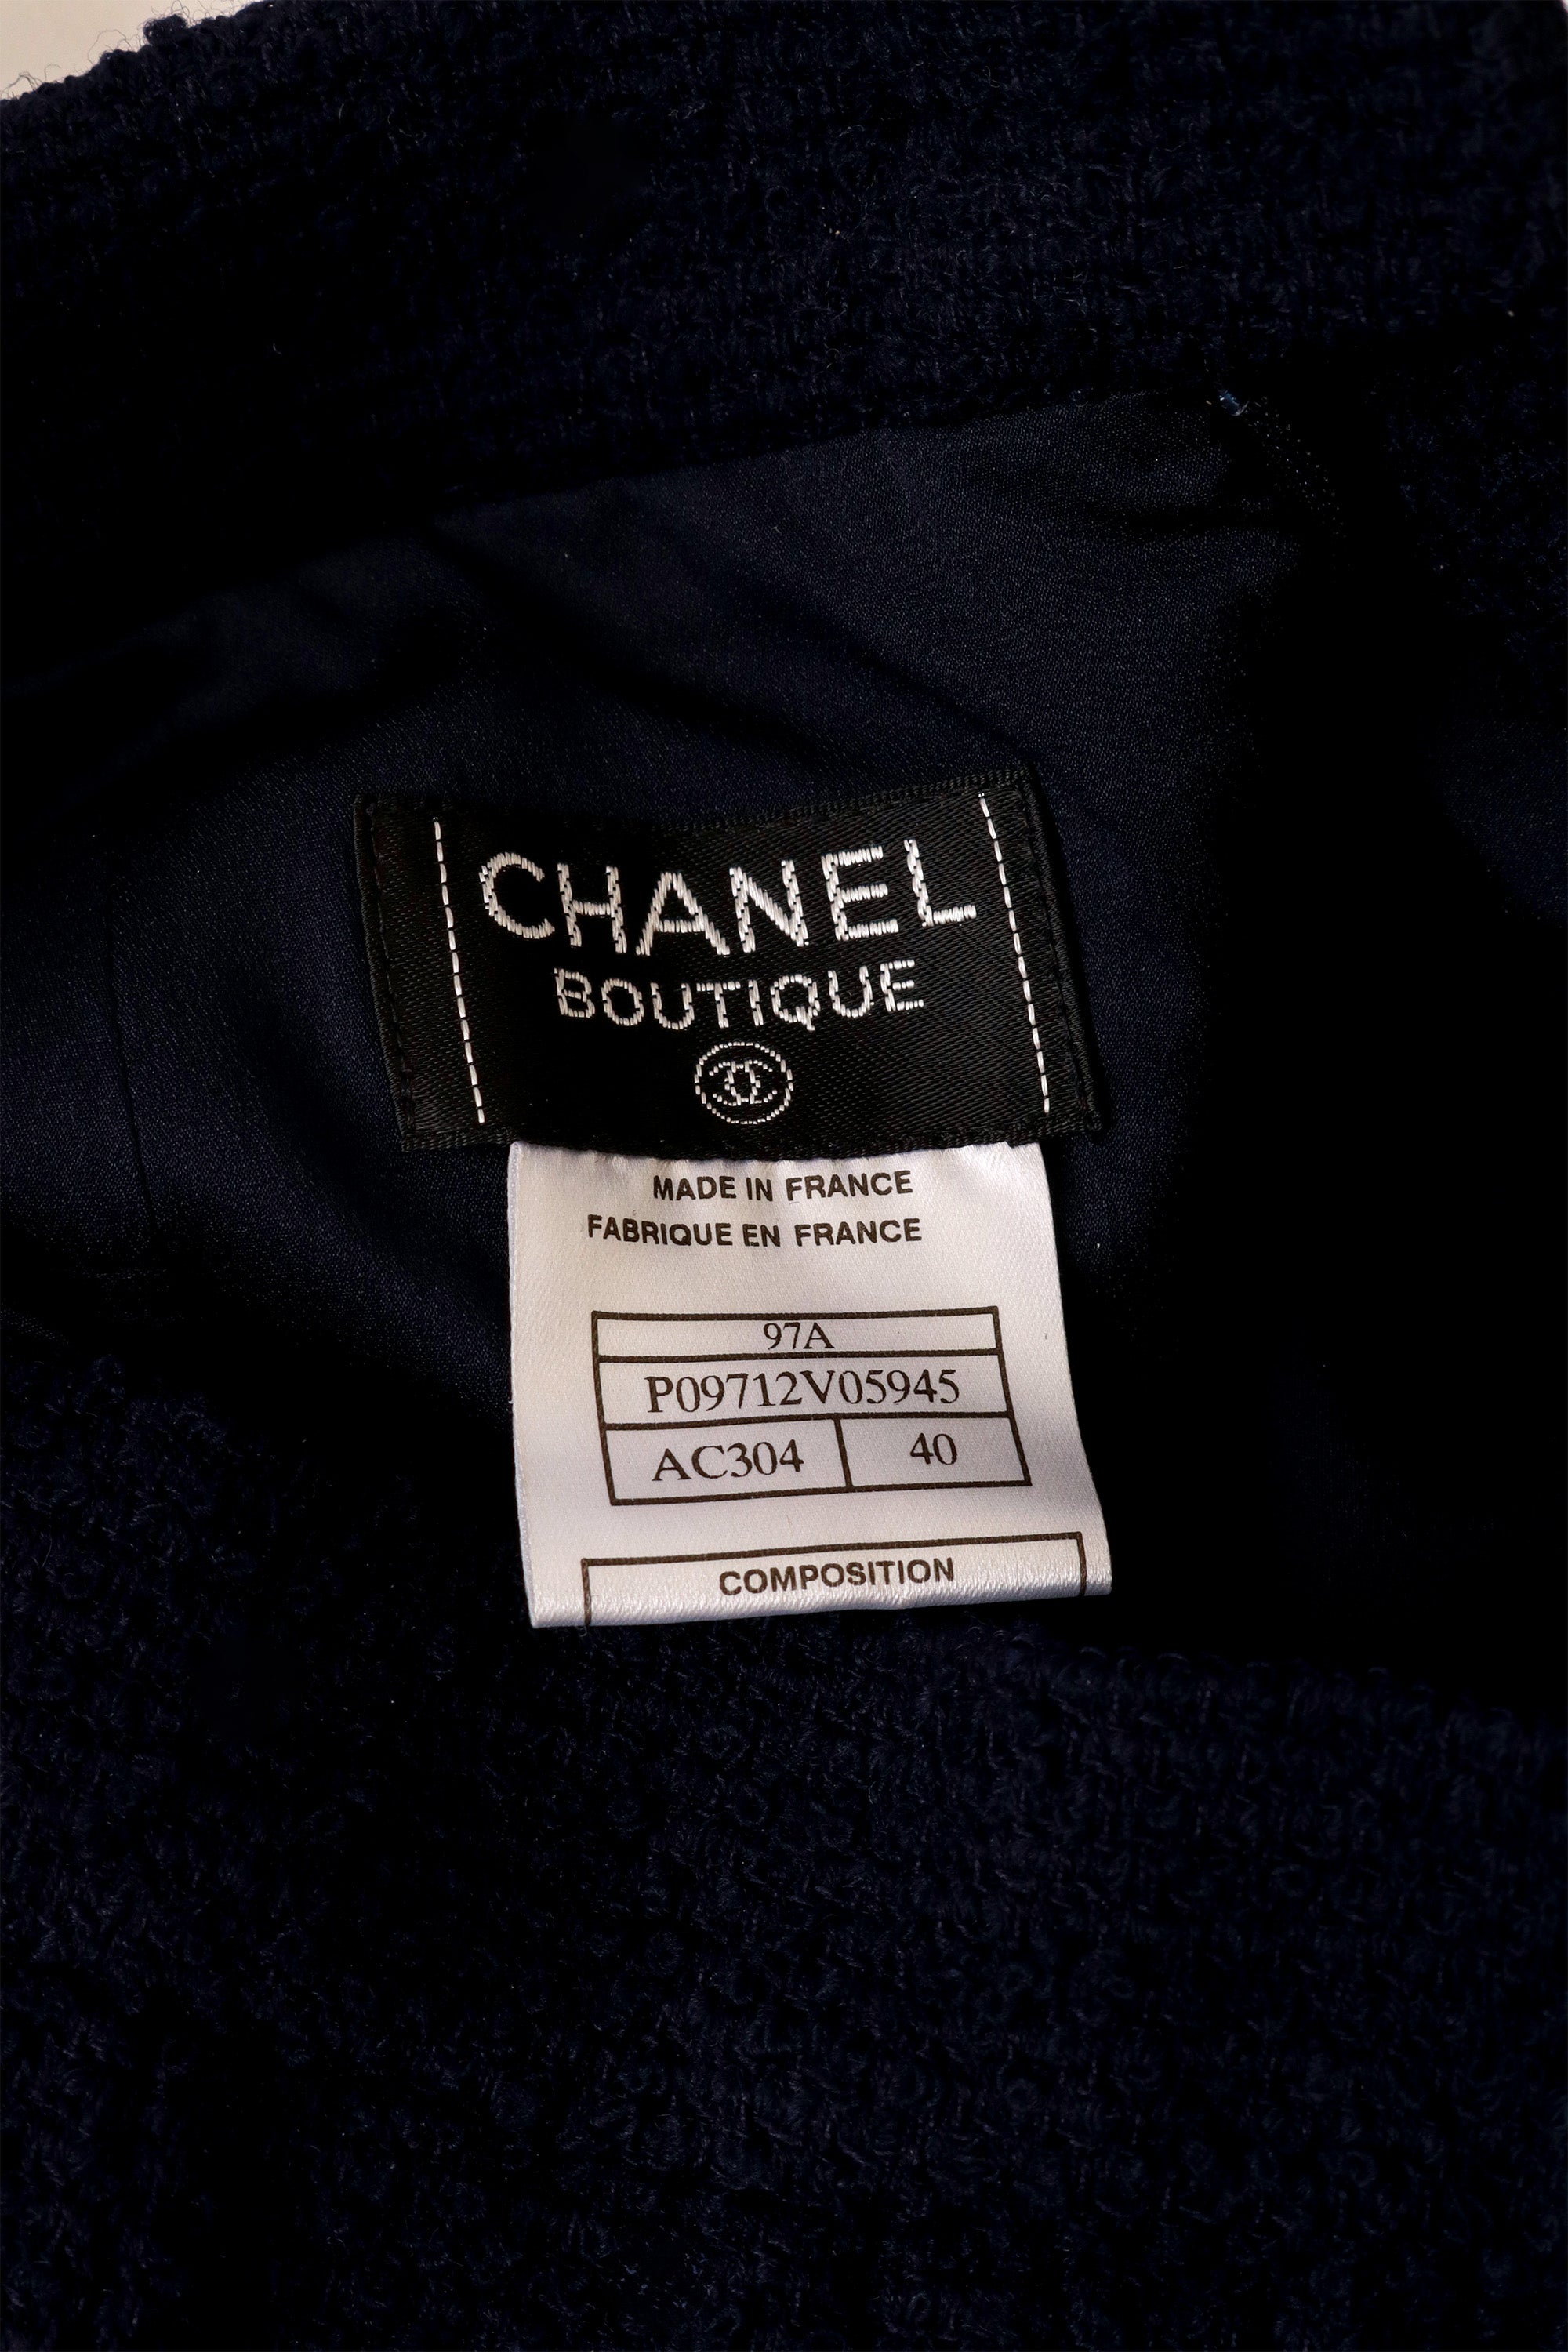 CHANEL
BOUTIQUE
MADE IN FRANCE
FABRIQUE EN FRANCE
97A
P09712V05945
AC304 40
COMPOSITION